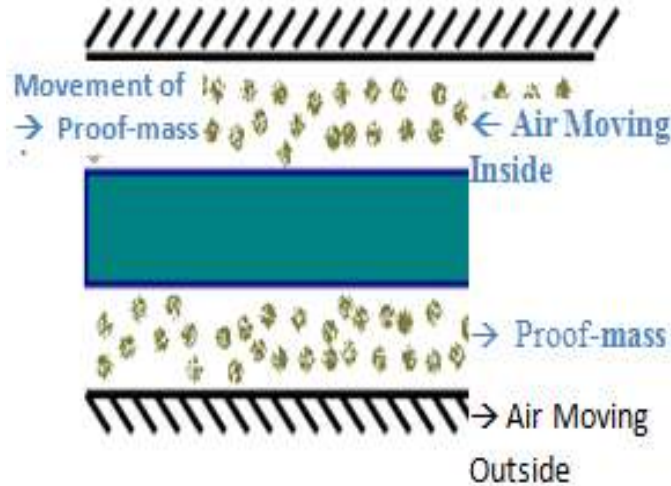 Movement of
→ Proof-mass
← Air Moving
Inside
→ Proof-mass
→ Air Moving
Outside